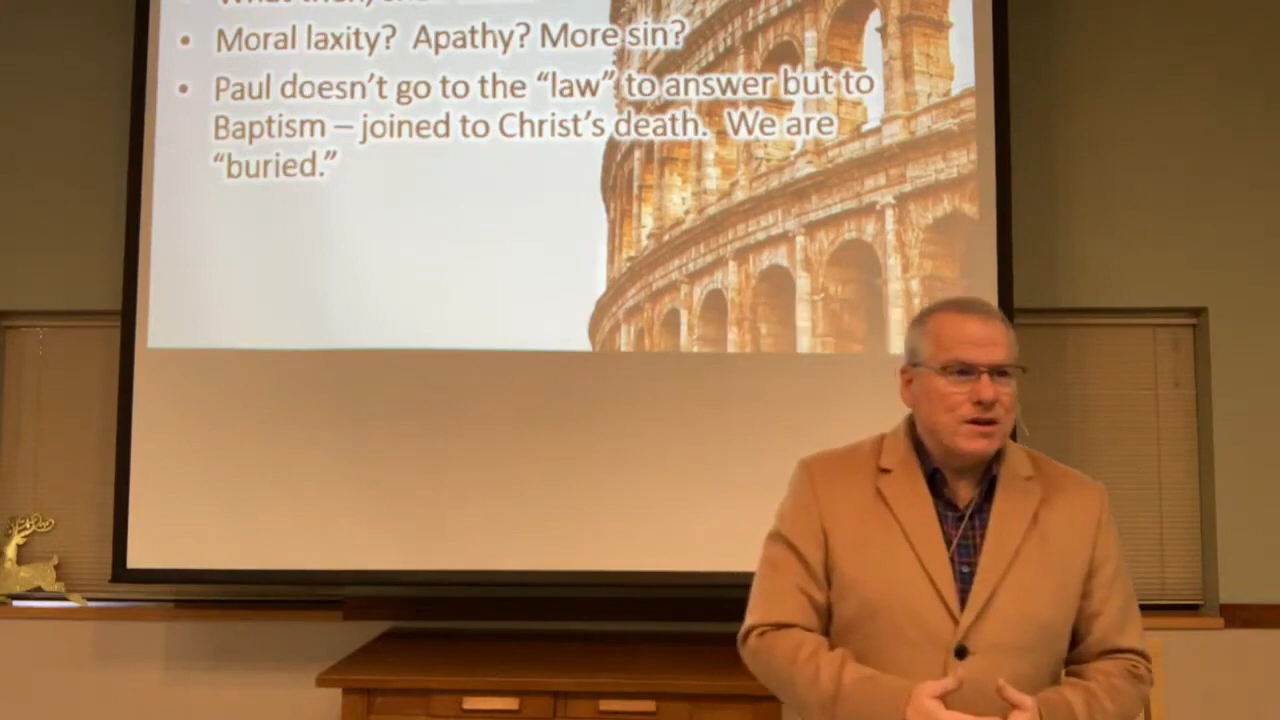 • Moral laxity? Apathy? More sin?
• Paul doesn't go to the “law” to answer but to
Baptism – joined to Christ's death. We are
“buried.”